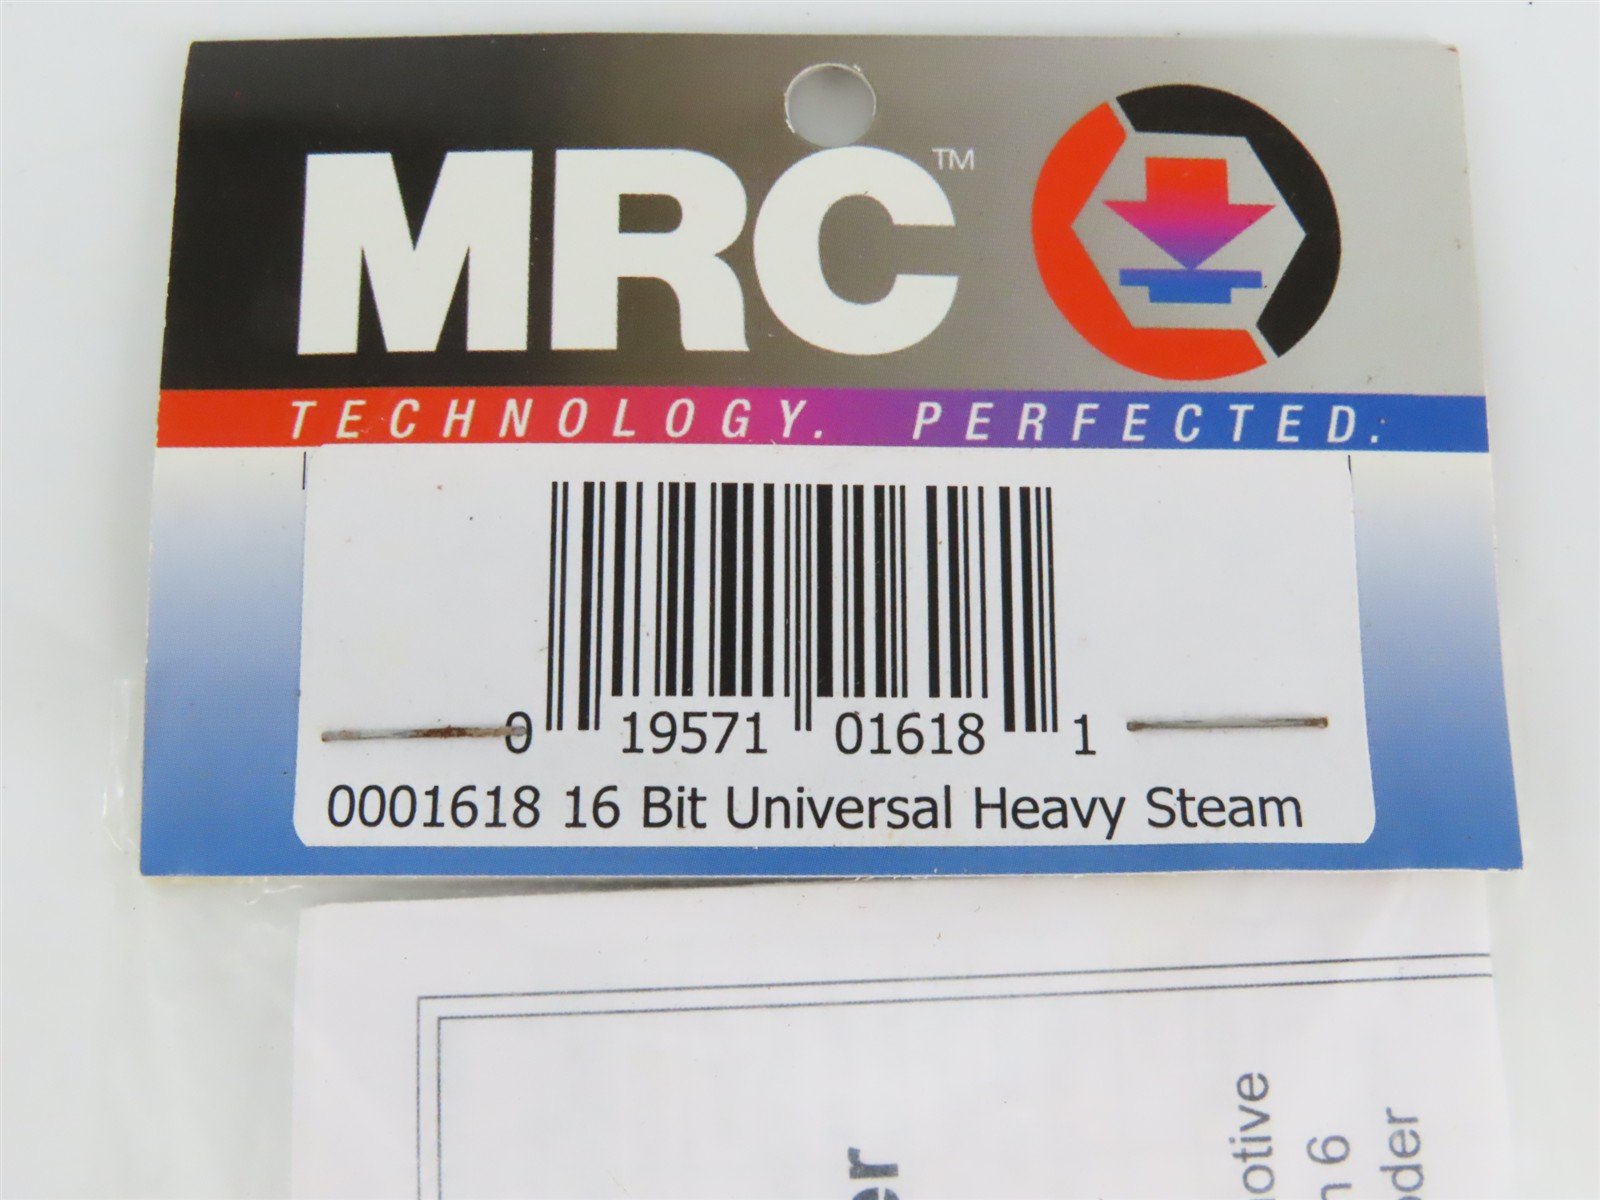 MRC™
TECHNOLOGY. PERFECTED.
0 19571 01618 1
0001618 16 Bit Universal Heavy Steam